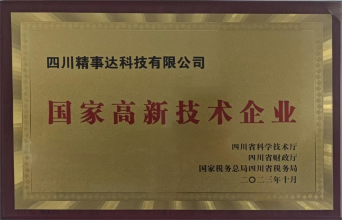 四川精事达科技有限公司
国家高新技术企业
四川省科学技术厅
四川省财政厅
国家税务总局四川省税务局
二〇二三年十月